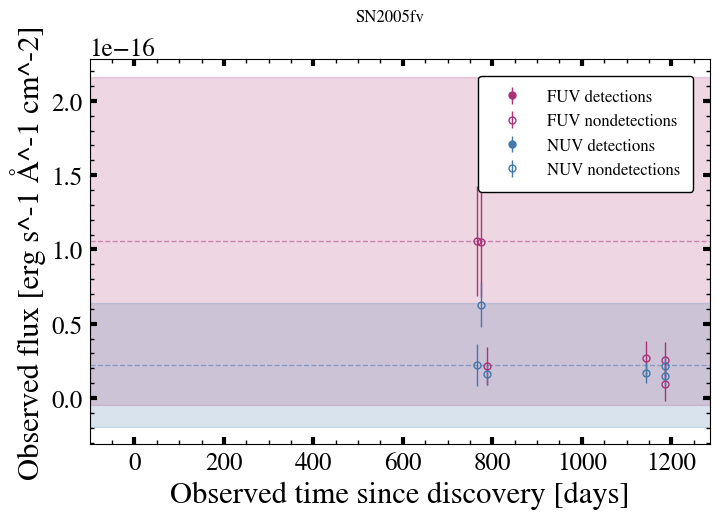 SN2005fv
1e−16
FUV detections
FUV nondetections
NUV detections
NUV nondetections
2.0
1.5
1.0
0.5
0.0
Observed flux [erg s^-1 Å^-1 cm^-2]
0 200 400 600 800 1000 1200
Observed time since discovery [days]